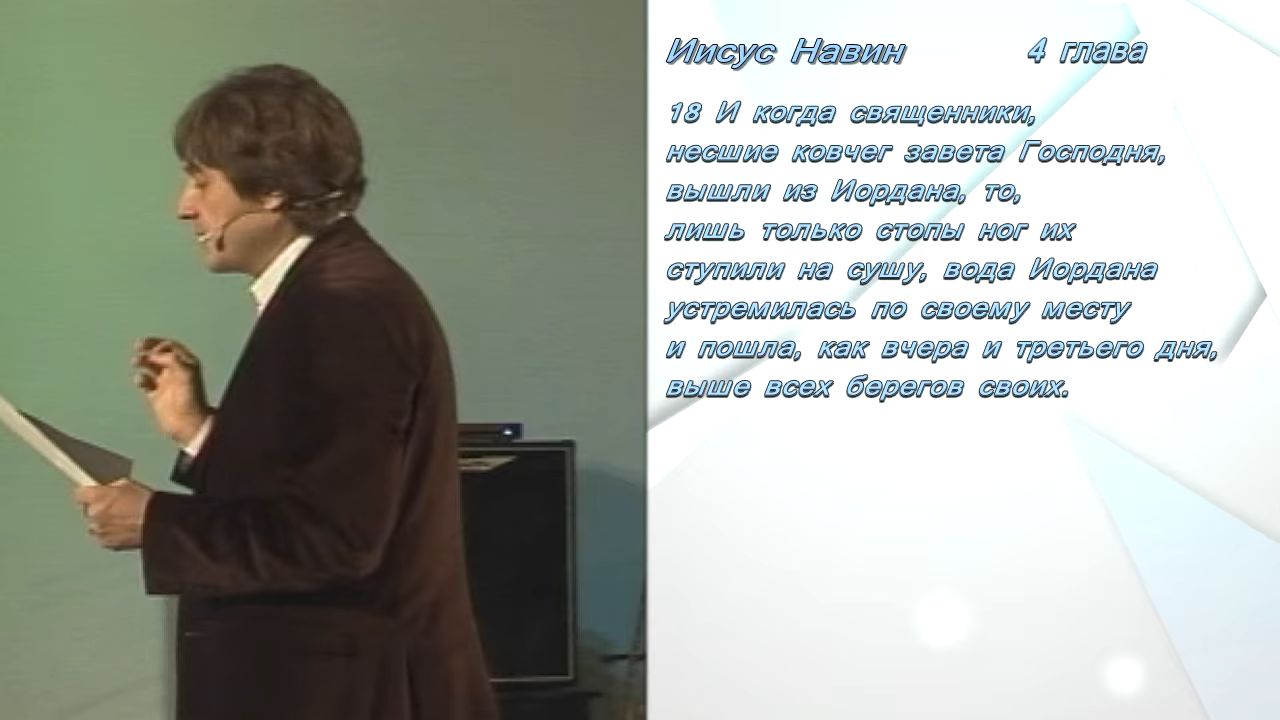 Иисус Навин 4 глава
18 И когда священники,
несшие ковчег завета Господня,
вышли из Иордана, то,
лишь только стопы ног их
ступили на сушу, вода Иордана
устремилась по своему месту
и пошла, как вчера и третьего дня,
выше всех берегов своих.